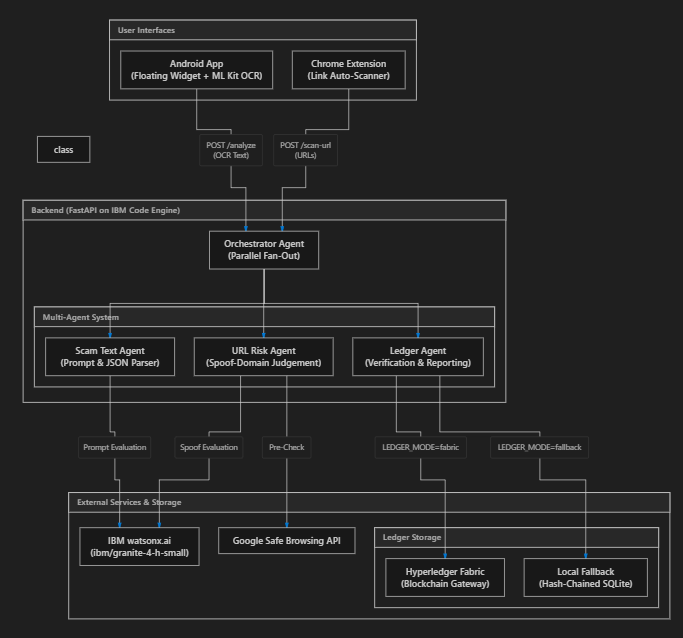 User Interfaces
Android App
(Floating Widget + ML Kit OCR)
Chrome Extension
(Link Auto-Scanner)
POST /analyze
(OCR Text)
POST /scan-url
(URLs)
class
Backend (FastAPI on IBM Code Engine)
Orchestrator Agent
(Parallel Fan-Out)
Multi-Agent System
Scam Text Agent
(Prompt & JSON Parser)
URL Risk Agent
(Spoof-Domain Judgement)
Ledger Agent
(Verification & Reporting)
Prompt Evaluation
Spoof Evaluation
Pre-Check
LEDGER_MODE=fabric
LEDGER_MODE=fallback
External Services & Storage
IBM watsonx.ai
(ibm/granite-4-h-small)
Google Safe Browsing API
Ledger Storage
Hyperledger Fabric
(Blockchain Gateway)
Local Fallback
(Hash-Chained SQLite)